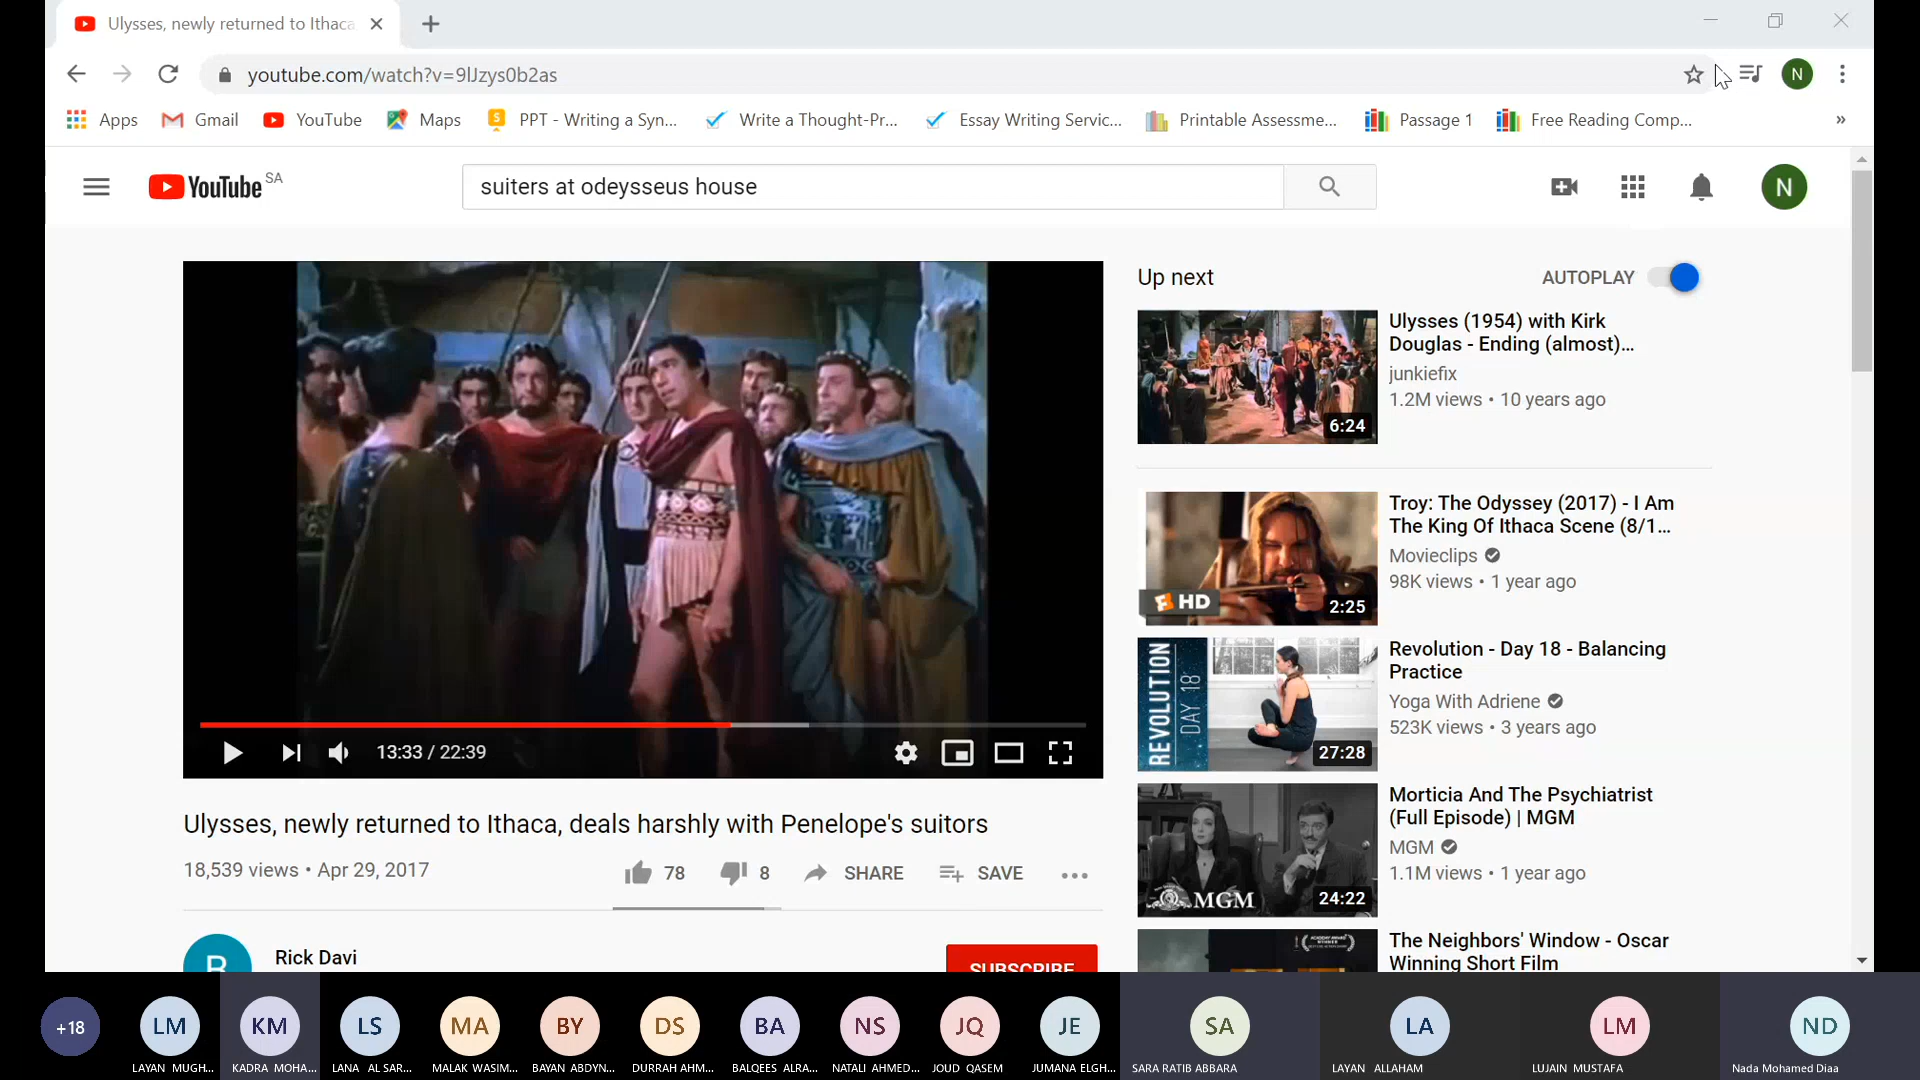 Ulysses, newly returned to Ithaca
youtube.com/watch?v=9lJzys0b2as
N
Apps
Gmail
YouTube
Maps
PPT - Writing a Syn...
Write a Thought-Pr...
Essay Writing Servic...
Printable Assessme...
Passage 1
Free Reading Comp...
»
YouTube SA
suiters at odeysseus house
N
13:33 / 22:39
Ulysses, newly returned to Ithaca, deals harshly with Penelope's suitors
18,539 views • Apr 29, 2017
78
8
SHARE
SAVE
R
Rick Davi
SUBSCRIBE
Up next
AUTOPLAY
6:24
Ulysses (1954) with Kirk
Douglas - Ending (almost)...
junkiefix
1.2M views • 10 years ago
HD
2:25
Troy: The Odyssey (2017) - I Am
The King Of Ithaca Scene (8/1...
Movieclips
98K views • 1 year ago
REVOLUTION
DAY 18
27:28
Revolution - Day 18 - Balancing
Practice
Yoga With Adriene
523K views • 3 years ago
MGM
24:22
Morticia And The Psychiatrist
(Full Episode) | MGM
MGM
1.1M views • 1 year ago
The Neighbors' Window - Oscar
Winning Short Film
+18
LM
KM
LS
MA
BY
DS
BA
NS
JQ
JE
SA
LA
LM
ND
LAYAN MUGH...
KADRA MOHA...
LANA AL SAR...
MALAK WASIM...
BAYAN ABDYN...
DURRAH AHM...
BALQEES ALRA...
NATALI AHMED...
JOUD QASEM
JUMANA ELGH...
SARA RATIB ABBARA
LAYAN ALLAHAM
LUJAIN MUSTAFA
Nada Mohamed Diaa